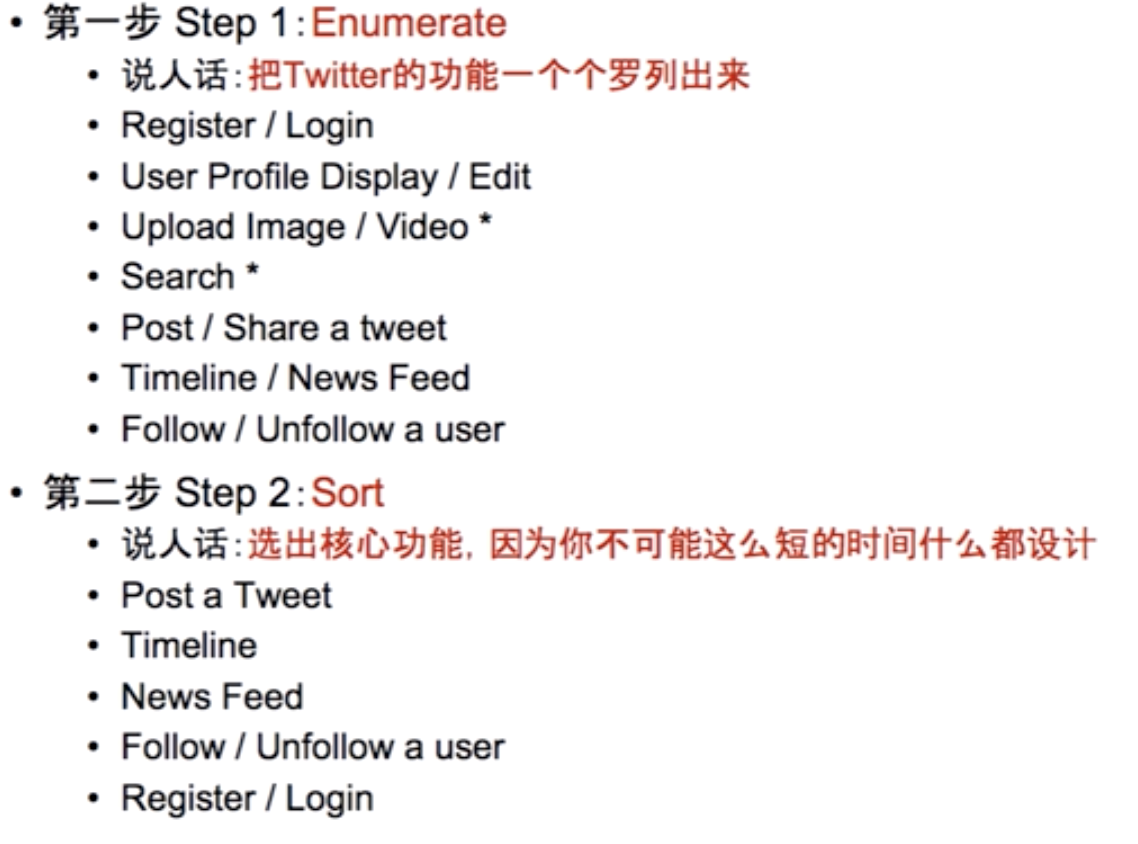 • 第一步 Step 1:Enumerate
• 说人话:把Twitter的功能一个个罗列出来
• Register / Login
• User Profile Display / Edit
• Upload Image / Video *
• Search *
• Post / Share a tweet
• Timeline / News Feed
• Follow / Unfollow a user
• 第二步 Step 2:Sort
• 说人话:选出核心功能, 因为你不可能这么短的时间什么都设计
• Post a Tweet
• Timeline
• News Feed
• Follow / Unfollow a user
• Register / Login